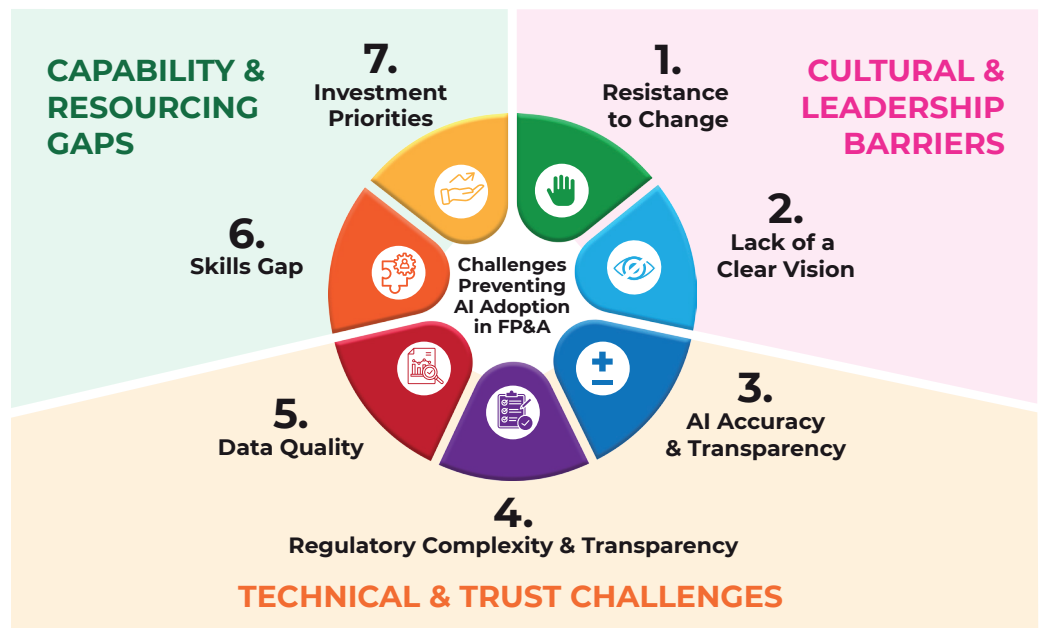 CAPABILITY &
RESOURCING
GAPS
CULTURAL &
LEADERSHIP
BARRIERS
1.
Resistance
to Change
2.
Lack of a
Clear Vision
3.
AI Accuracy
& Transparency
4.
Regulatory Complexity & Transparency
5.
Data Quality
6.
Skills Gap
7.
Investment
Priorities
Challenges
Preventing
AI Adoption
in FP&A
TECHNICAL & TRUST CHALLENGES